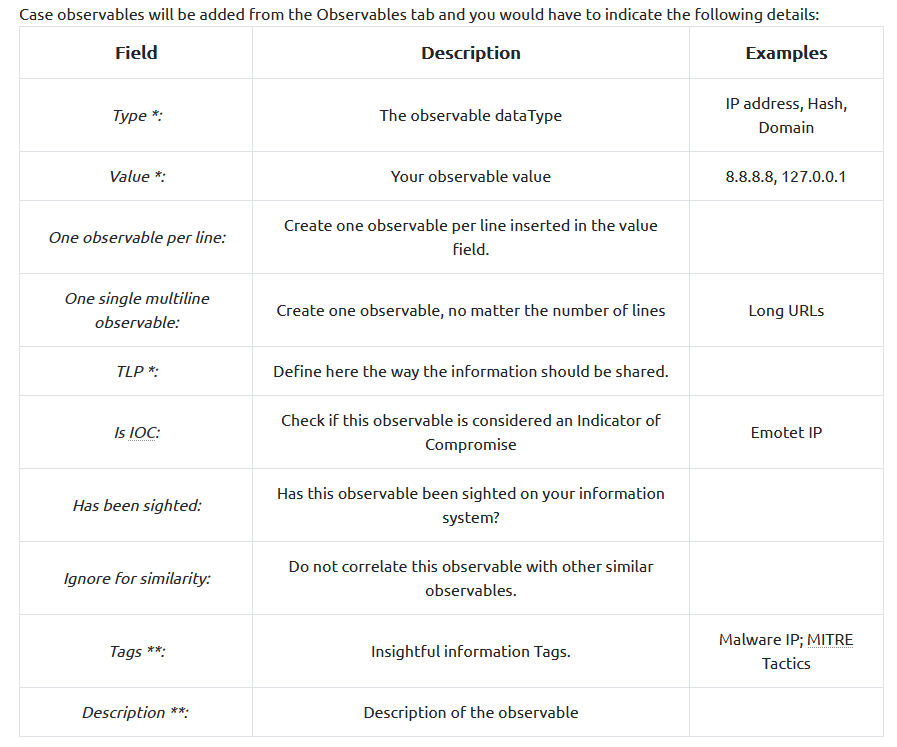 Case observables will be added from the Observables tab and you would have to indicate the following details:
Field Description Examples
Type *: The observable dataType IP address, Hash,
Domain
Value *: Your observable value 8.8.8.8, 127.0.0.1
One observable per line: Create one observable per line inserted in the value
field.
One single multiline
observable: Create one observable, no matter the number of lines Long URLs
TLP *: Define here the way the information should be shared.
Is IOC: Check if this observable is considered an Indicator of
Compromise Emotet IP
Has been sighted: Has this observable been sighted on your information
system?
Ignore for similarity: Do not correlate this observable with other similar
observables.
Tags **: Insightful information Tags. Malware IP; MITRE
Tactics
Description **: Description of the observable